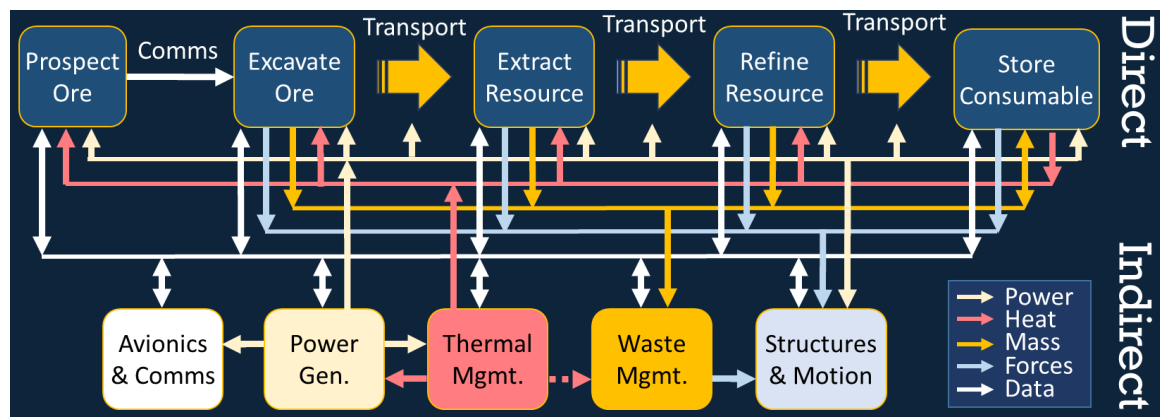 Transport
Transport
Transport
Comms
Prospect
Ore
Excavate
Ore
Extract
Resource
Refine
Resource
Store
Consumable
Direct
Indirect
Avionics
& Comms
Power
Gen.
Thermal
Mgmt.
Waste
Mgmt.
Structures
& Motion
Power
Heat
Mass
Forces
Data